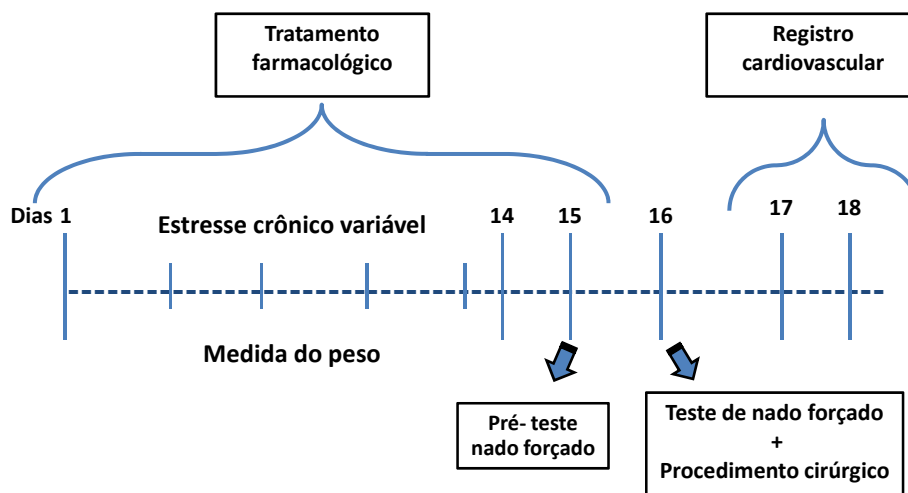 Tratamento
farmacológico
Registro
cardiovascular
Dias 1
Estresse crônico variável
14
15
16
17
18
Medida do peso
Pré- teste
nado forçado
Teste de nado forçado
+
Procedimento cirúrgico